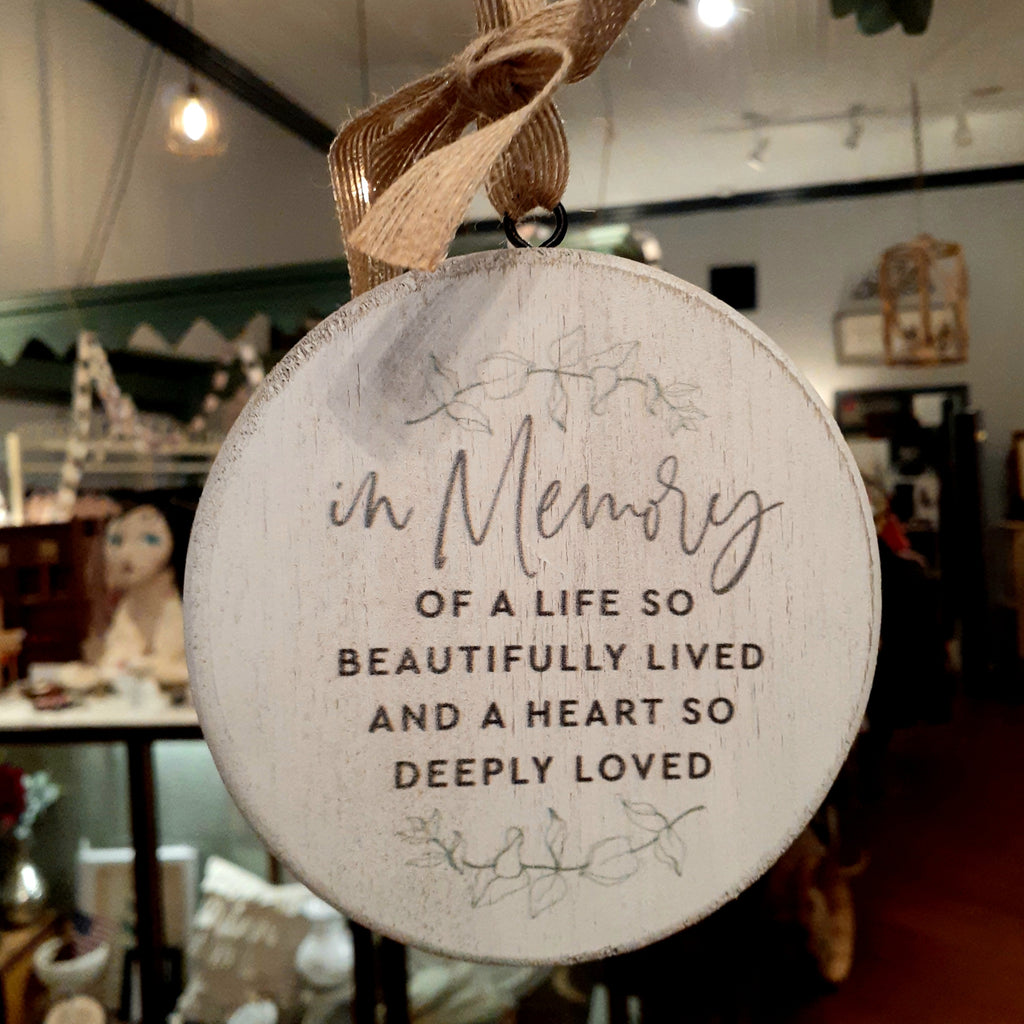 in Memory
OF A LIFE SO
BEAUTIFULLY LIVED
AND A HEART SO
DEEPLY LOVED